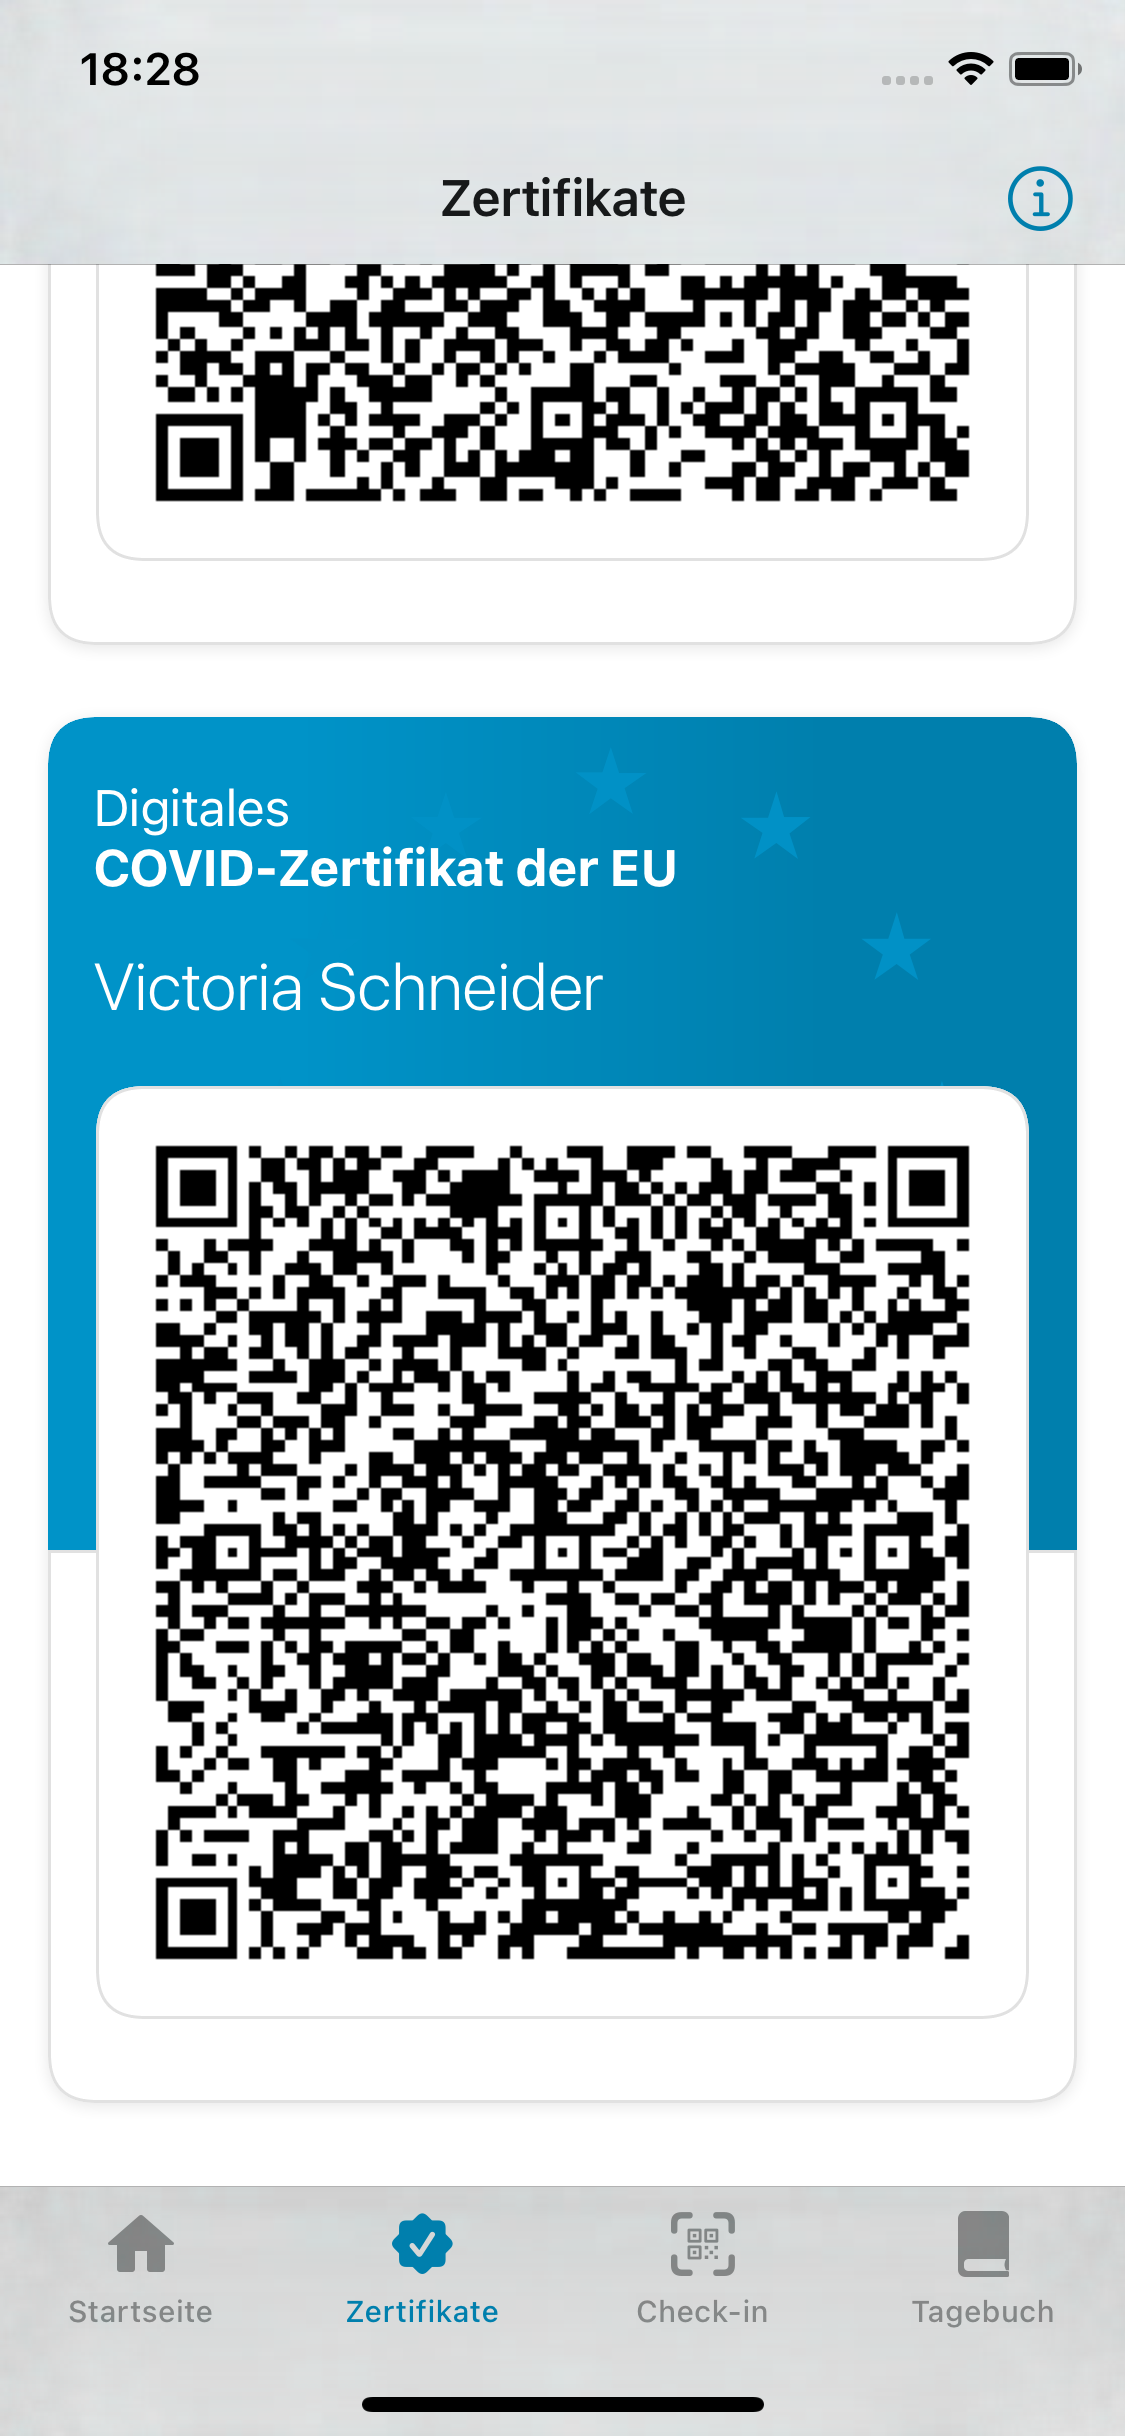 18:28
Zertifikate
Digitales
COVID-Zertifikat der EU
Victoria Schneider
Startseite
Zertifikate
Check-in
Tagebuch